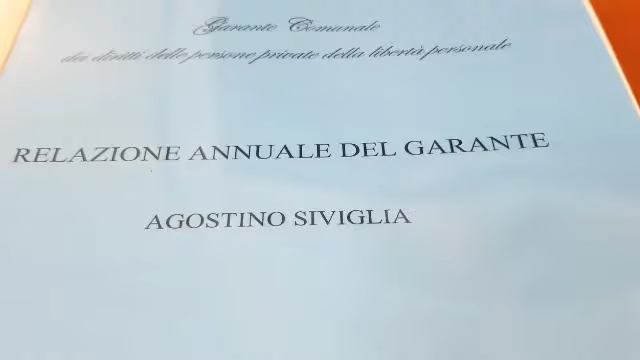 Garante Comunale
dei diritti delle persone private della libertà personale
RELAZIONE ANNUALE DEL GARANTE
AGOSTINO SIVIGLIA